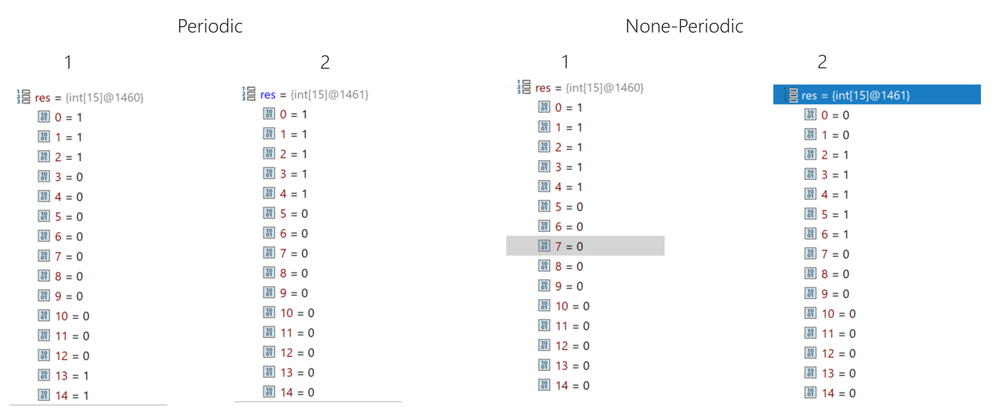 Periodic
1
res = {int[15]@1460}
0 = 1
1 = 1
2 = 1
3 = 0
4 = 0
5 = 0
6 = 0
7 = 0
8 = 0
9 = 0
10 = 0
11 = 0
12 = 0
13 = 1
14 = 1
2
res = {int[15]@1461}
0 = 1
1 = 1
2 = 1
3 = 1
4 = 1
5 = 0
6 = 0
7 = 0
8 = 0
9 = 0
10 = 0
11 = 0
12 = 0
13 = 0
14 = 0
None-Periodic
1
res = {int[15]@1460}
0 = 1
1 = 1
2 = 1
3 = 1
4 = 1
5 = 0
6 = 0
7 = 0
8 = 0
9 = 0
10 = 0
11 = 0
12 = 0
13 = 0
14 = 0
2
res = {int[15]@1461}
0 = 0
1 = 0
2 = 1
3 = 1
4 = 1
5 = 1
6 = 1
7 = 0
8 = 0
9 = 0
10 = 0
11 = 0
12 = 0
13 = 0
14 = 0